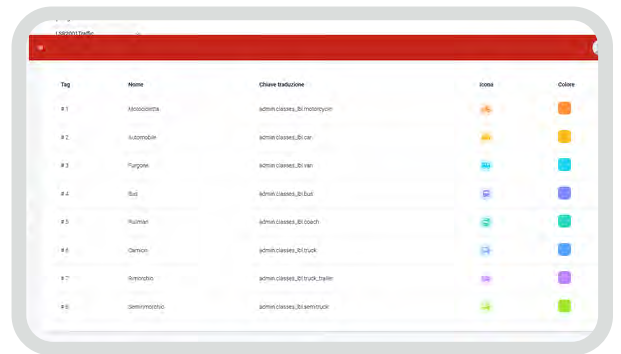 LSR2001Traffic
Tag Nome Chiave traduzione Icona Colore
# 1 Motocicletta admin.classes_lbl.motorcycle
# 2 Automobile admin.classes_lbl.car
# 3 Furgone admin.classes_lbl.van
# 4 Bus admin.classes_lbl.bus
# 5 Pullman admin.classes_lbl.coach
# 6 Camion admin.classes_lbl.truck
# 7 Rimorchio admin.classes_lbl.truck_trailer
# 8 Semirimorchio admin.classes_lbl.semitruck